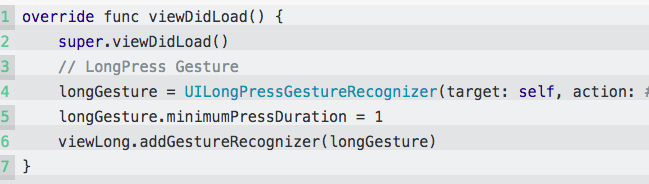 1 override func viewDidLoad() {
2     super.viewDidLoad()
3     // LongPress Gesture
4     longGesture = UILongPressGestureRecognizer(target: self, action: #
5     longGesture.minimumPressDuration = 1
6     viewLong.addGestureRecognizer(longGesture)
7 }